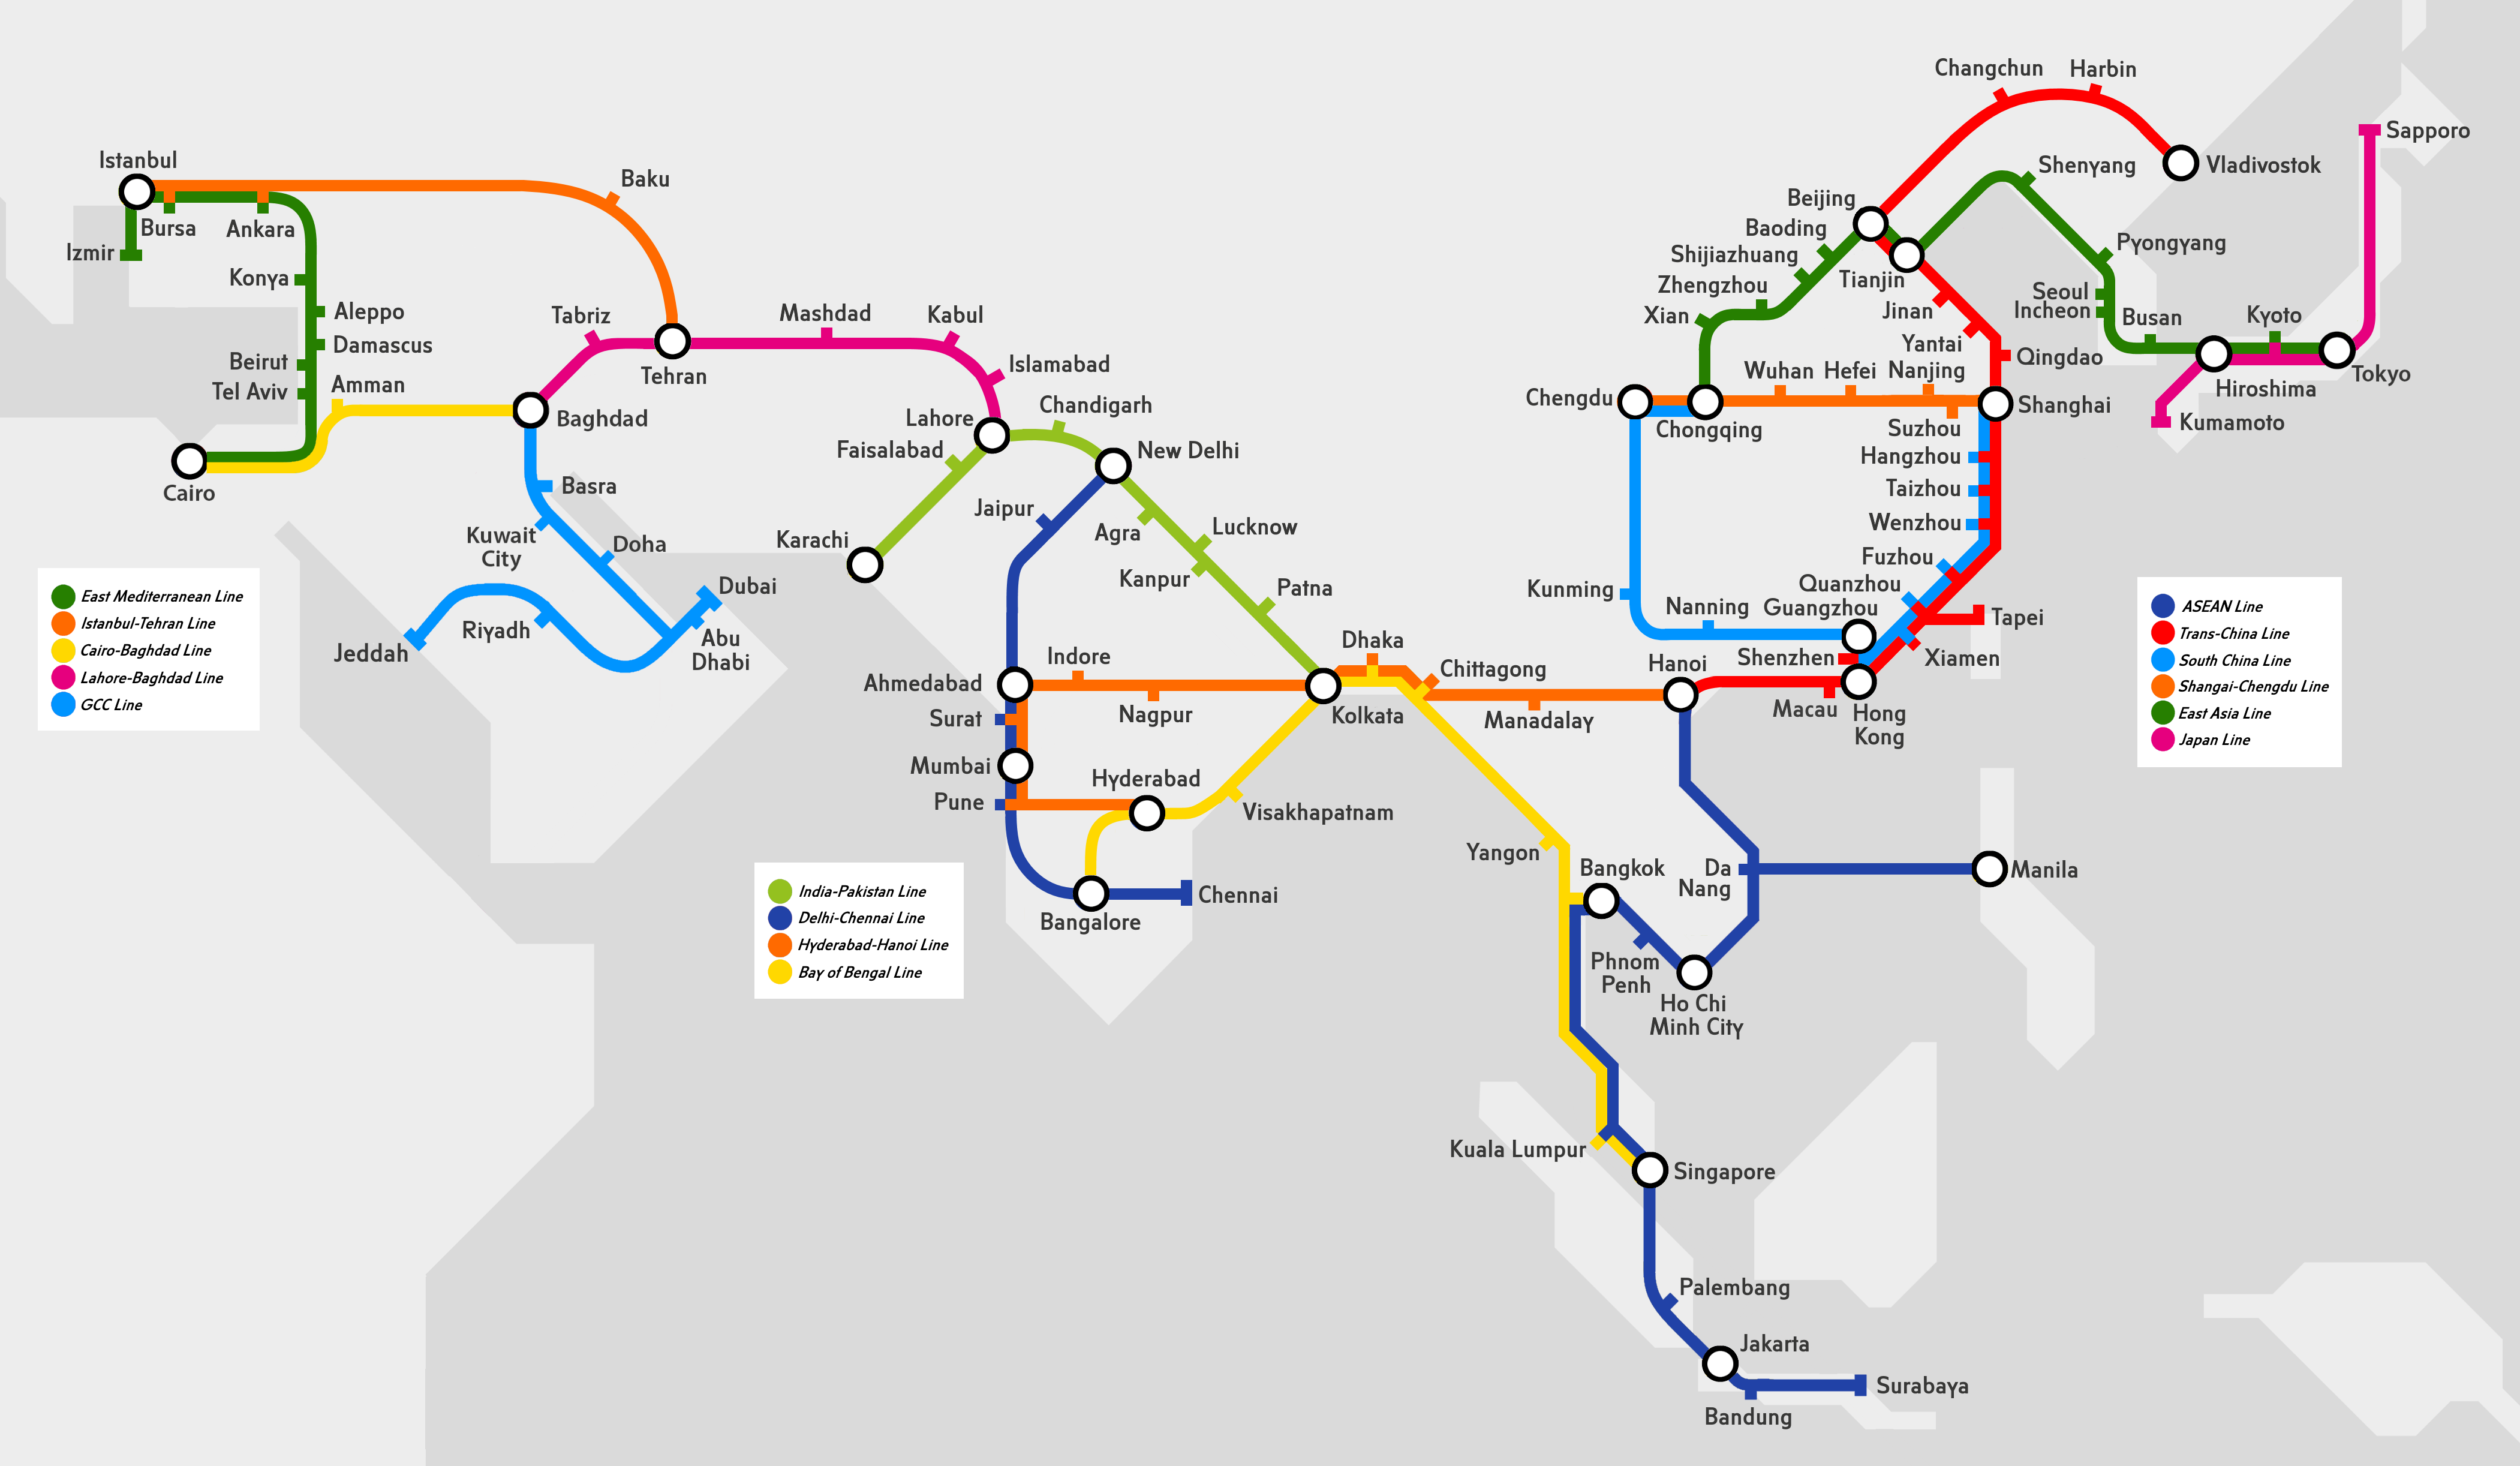 Changchun
Harbin
Sapporo
Istanbul
Baku
Shenyang
Vladivostok
Beijing
Baoding
Bursa
Ankara
Izmir
Shijiazhuang
Pyongyang
Konya
Zhengzhou
Tianjin
Seoul
Incheon
Aleppo
Tabriz
Mashdad
Kabul
Xian
Jinan
Busan
Kyoto
Damascus
Yantai
Qingdao
Beirut
Tel Aviv
Amman
Tehran
Islamabad
Wuhan
Hefei
Nanjing
Tokyo
Hiroshima
Chengdu
Shanghai
Kumamoto
Baghdad
Lahore
Chandigarh
Chongqing
Suzhou
Faisalabad
New Delhi
Hangzhou
Cairo
Basra
Taizhou
Jaipur
Agra
Lucknow
Wenzhou
Kuwait
City
Doha
Karachi
Fuzhou
Kanpur
Patna
Kunming
Quanzhou
Dubai
Nanning
Guangzhou
Tapei
Jeddah
Riyadh
Abu
Dhabi
Dhaka
Indore
Chittagong
Hanoi
Shenzhen
Xiamen
Ahmedabad
Surat
Nagpur
Kolkata
Manadalay
Macau
Hong
Kong
Mumbai
Hyderabad
Pune
Visakhapatnam
Yangon
Bangkok
Da
Nang
Manila
Bangalore
Chennai
Phnom
Penh
Ho Chi
Minh City
Kuala Lumpur
Singapore
Palembang
Jakarta
Surabaya
Bandung
East Mediterranean Line
Istanbul-Tehran Line
Cairo-Baghdad Line
Lahore-Baghdad Line
GCC Line
India-Pakistan Line
Delhi-Chennai Line
Hyderabad-Hanoi Line
Bay of Bengal Line
ASEAN Line
Trans-China Line
South China Line
Shangai-Chengdu Line
East Asia Line
Japan Line